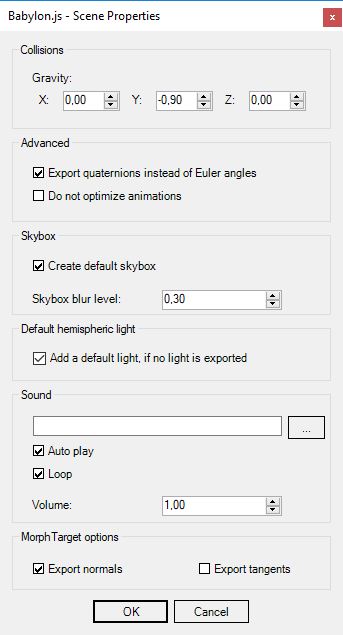 Babylon.js - Scene Properties
x
Collisions
Gravity:
X: 0,00 Y: -0,90 Z: 0,00
Advanced
Export quaternions instead of Euler angles
Do not optimize animations
Skybox
Create default skybox
Skybox blur level: 0,30
Default hemispheric light
Add a default light, if no light is exported
Sound
...
Auto play
Loop
Volume: 1,00
MorphTarget options
Export normals Export tangents
OK Cancel